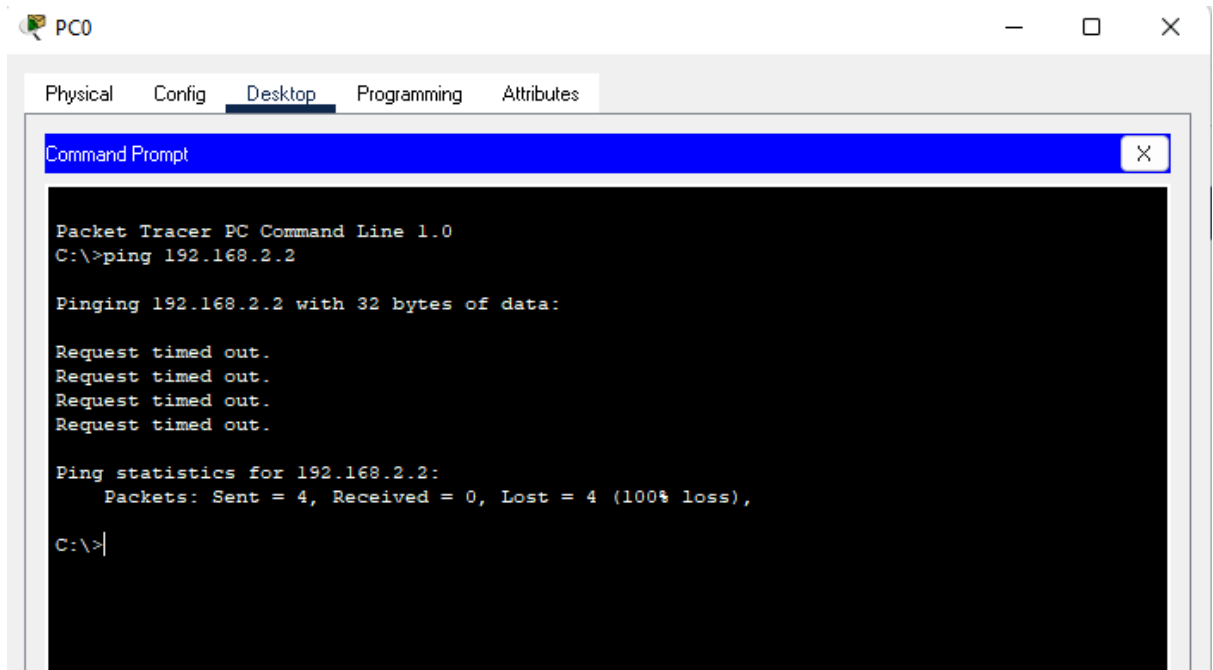 PC0
Physical Config Desktop Programming Attributes
Command Prompt X
Packet Tracer PC Command Line 1.0
C:\>ping 192.168.2.2
Pinging 192.168.2.2 with 32 bytes of data:
Request timed out.
Request timed out.
Request timed out.
Request timed out.
Ping statistics for 192.168.2.2:
    Packets: Sent = 4, Received = 0, Lost = 4 (100% loss),
C:\>